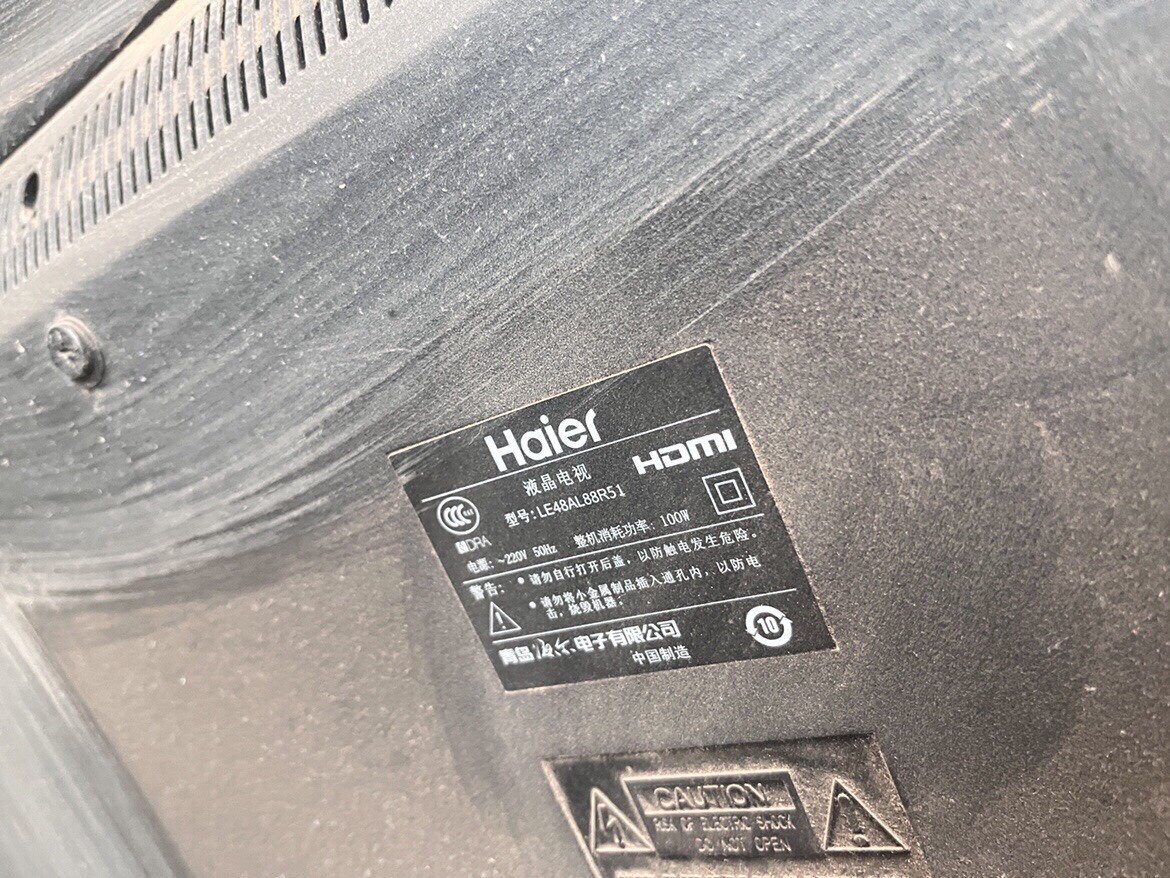 Haier
HDMI
液晶电视
型号: LE48AL88R51
DRA
电源: ~220V 50Hz 整机消耗功率: 100W
警告: • 请勿自行打开后盖，以防触电发生危险。
• 请勿将小金属制品插入通孔内，以防电
击，烧毁机器。
青岛海尔电子有限公司
中国制造
10
CAUTION
RISK OF ELECTRIC SHOCK
DO NOT OPEN